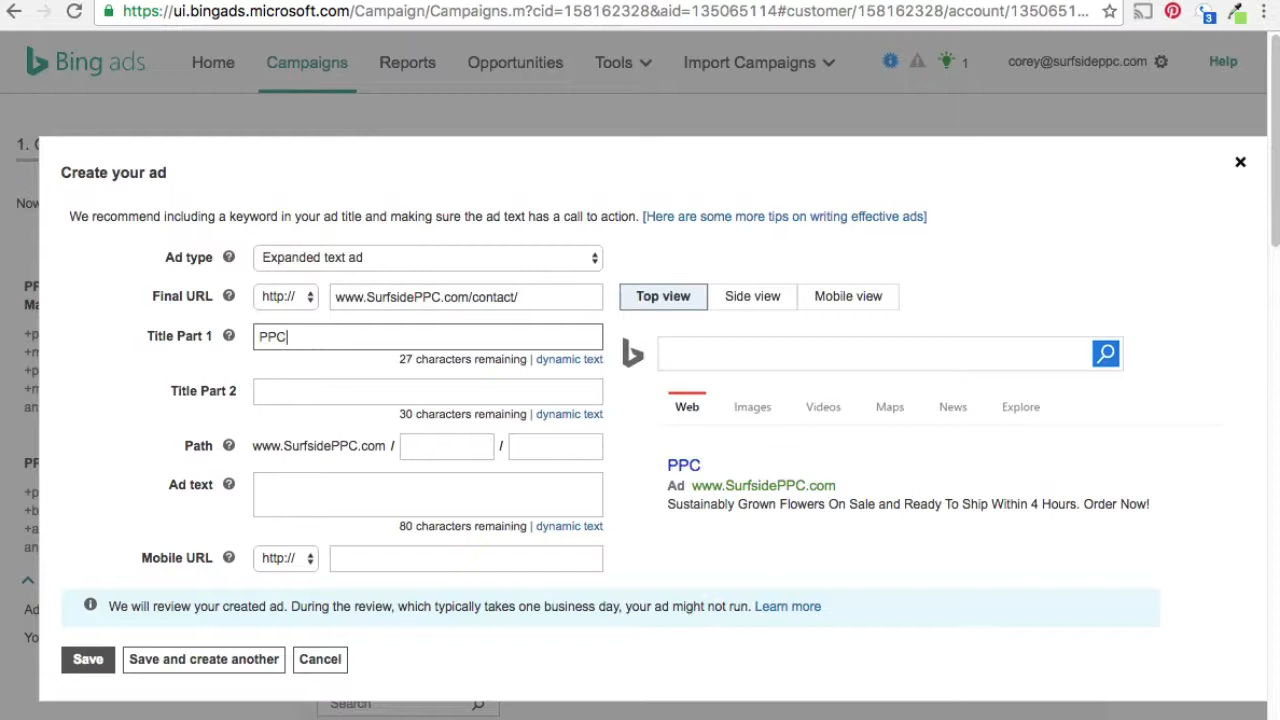 https://ui.bingads.microsoft.com/Campaign/Campaigns.m?cid=158162328&aid=135065114#customer/158162328/account/1350651...
3
Bing ads
Home
Campaigns
Reports
Opportunities
Tools
Import Campaigns
1
corey@surfsideppc.com
Help
1.
Now
Create your ad
We recommend including a keyword in your ad title and making sure the ad text has a call to action. [Here are some more tips on writing effective ads]
Ad type
Expanded text ad
Final URL
http://
www.SurfsidePPC.com/contact/
Top view
Side view
Mobile view
Title Part 1
PPC
27 characters remaining | dynamic text
Title Part 2
30 characters remaining | dynamic text
Web
Images
Videos
Maps
News
Explore
Path
www.SurfsidePPC.com /
/
PPC
Ad www.SurfsidePPC.com
Sustainably Grown Flowers On Sale and Ready To Ship Within 4 Hours. Order Now!
Ad text
80 characters remaining | dynamic text
Mobile URL
http://
We will review your created ad. During the review, which typically takes one business day, your ad might not run. Learn more
Save
Save and create another
Cancel
Search